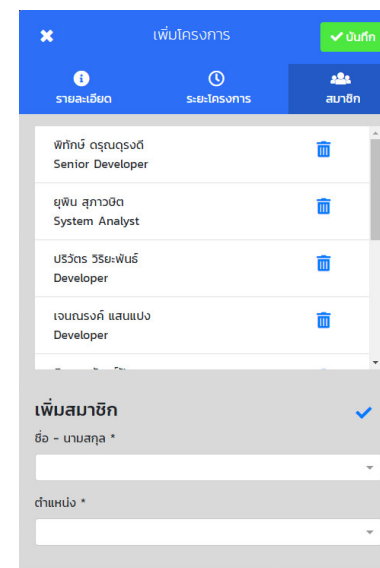 เพิ่มโครงการ
บันทึก
รายละเอียด
ระยะโครงการ
สมาชิก
พิทักษ์ ดรุณดุรงดี
Senior Developer
ยุพิน สุภาวษิต
System Analyst
ปริวัตร วิริยะพันธ์
Developer
เจนณรงค์ แสนแปง
Developer
เพิ่มสมาชิก
ชื่อ - นามสกุล *
ตำแหน่ง *